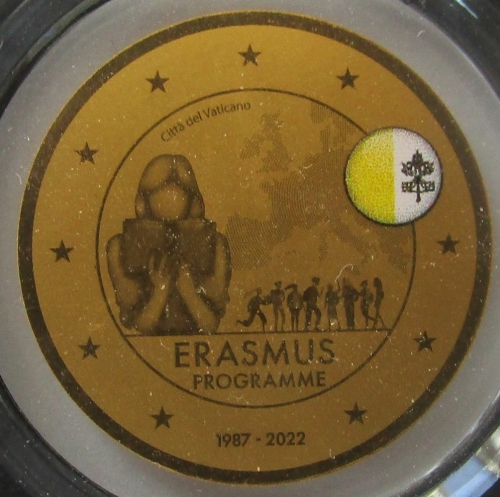 Città del Vaticano
ERASMUS
PROGRAMME
1987 - 2022